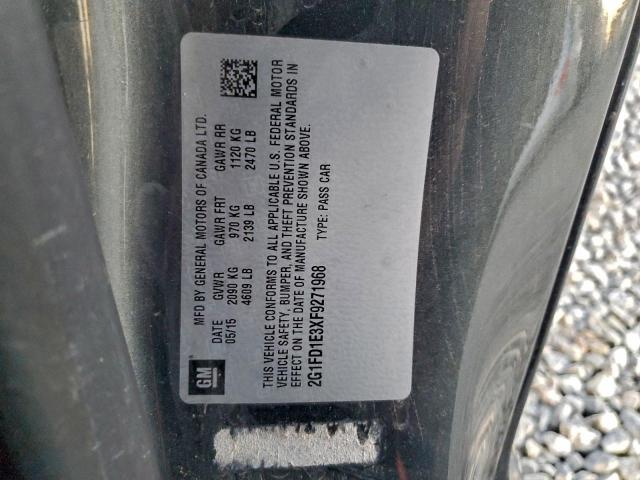 MFD BY GENERAL MOTORS OF CANADA LTD.
DATE GVWR GAWR FRT GAWR RR
05/15 2090 KG 970 KG 1120 KG
4609 LB 2139 LB 2470 LB
GM
THIS VEHICLE CONFORMS TO ALL APPLICABLE U.S. FEDERAL MOTOR
VEHICLE SAFETY, BUMPER, AND THEFT PREVENTION STANDARDS IN
EFFECT ON THE DATE OF MANUFACTURE SHOWN ABOVE.
2G1FD1E3XF9271968 TYPE: PASS CAR